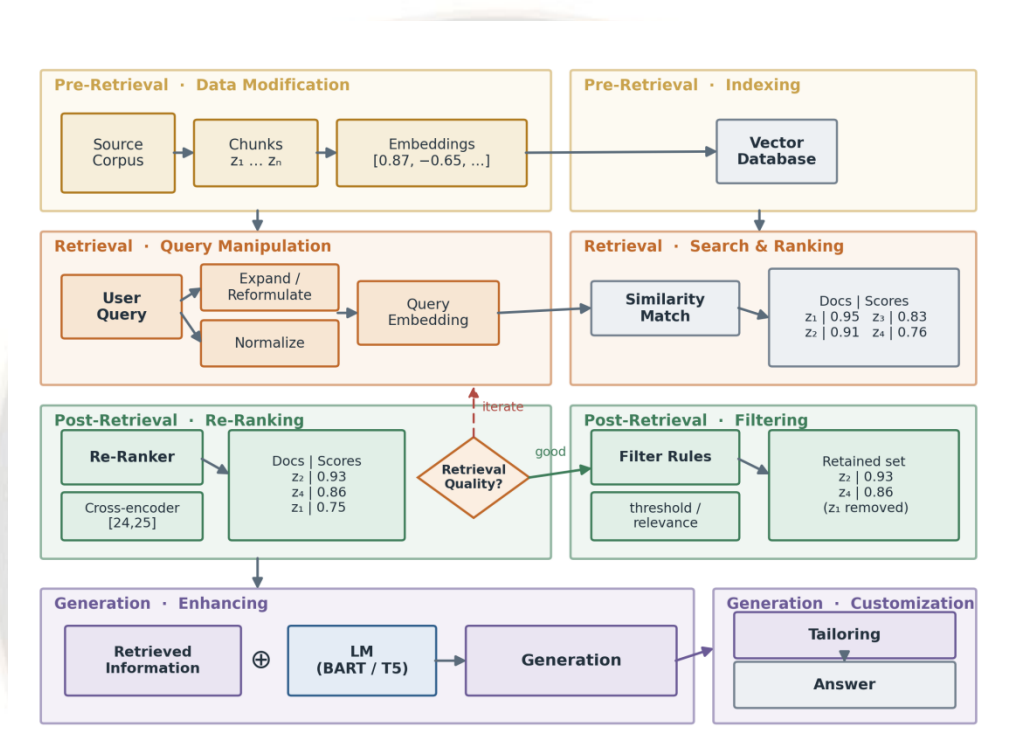 Pre-Retrieval · Data Modification
Source
Corpus
Chunks
z₁ … zₙ
Embeddings
[0.87, −0.65, …]
Pre-Retrieval · Indexing
Vector
Database
Retrieval · Query Manipulation
User
Query
Expand /
Reformulate
Normalize
Query
Embedding
Retrieval · Search & Ranking
Similarity
Match
Docs | Scores
z₁ | 0.95 z₃ | 0.83
z₂ | 0.91 z₄ | 0.76
iterate
Post-Retrieval · Re-Ranking
Re-Ranker
Cross-encoder
[24,25]
Docs | Scores
z₂ | 0.93
z₄ | 0.86
z₁ | 0.75
Retrieval
Quality?
good
Post-Retrieval · Filtering
Filter Rules
threshold /
relevance
Retained set
z₂ | 0.93
z₄ | 0.86
(z₁ removed)
Generation · Enhancing
Retrieved
Information
⊕
LM
(BART / T5)
Generation
Generation · Customization
Tailoring
Answer